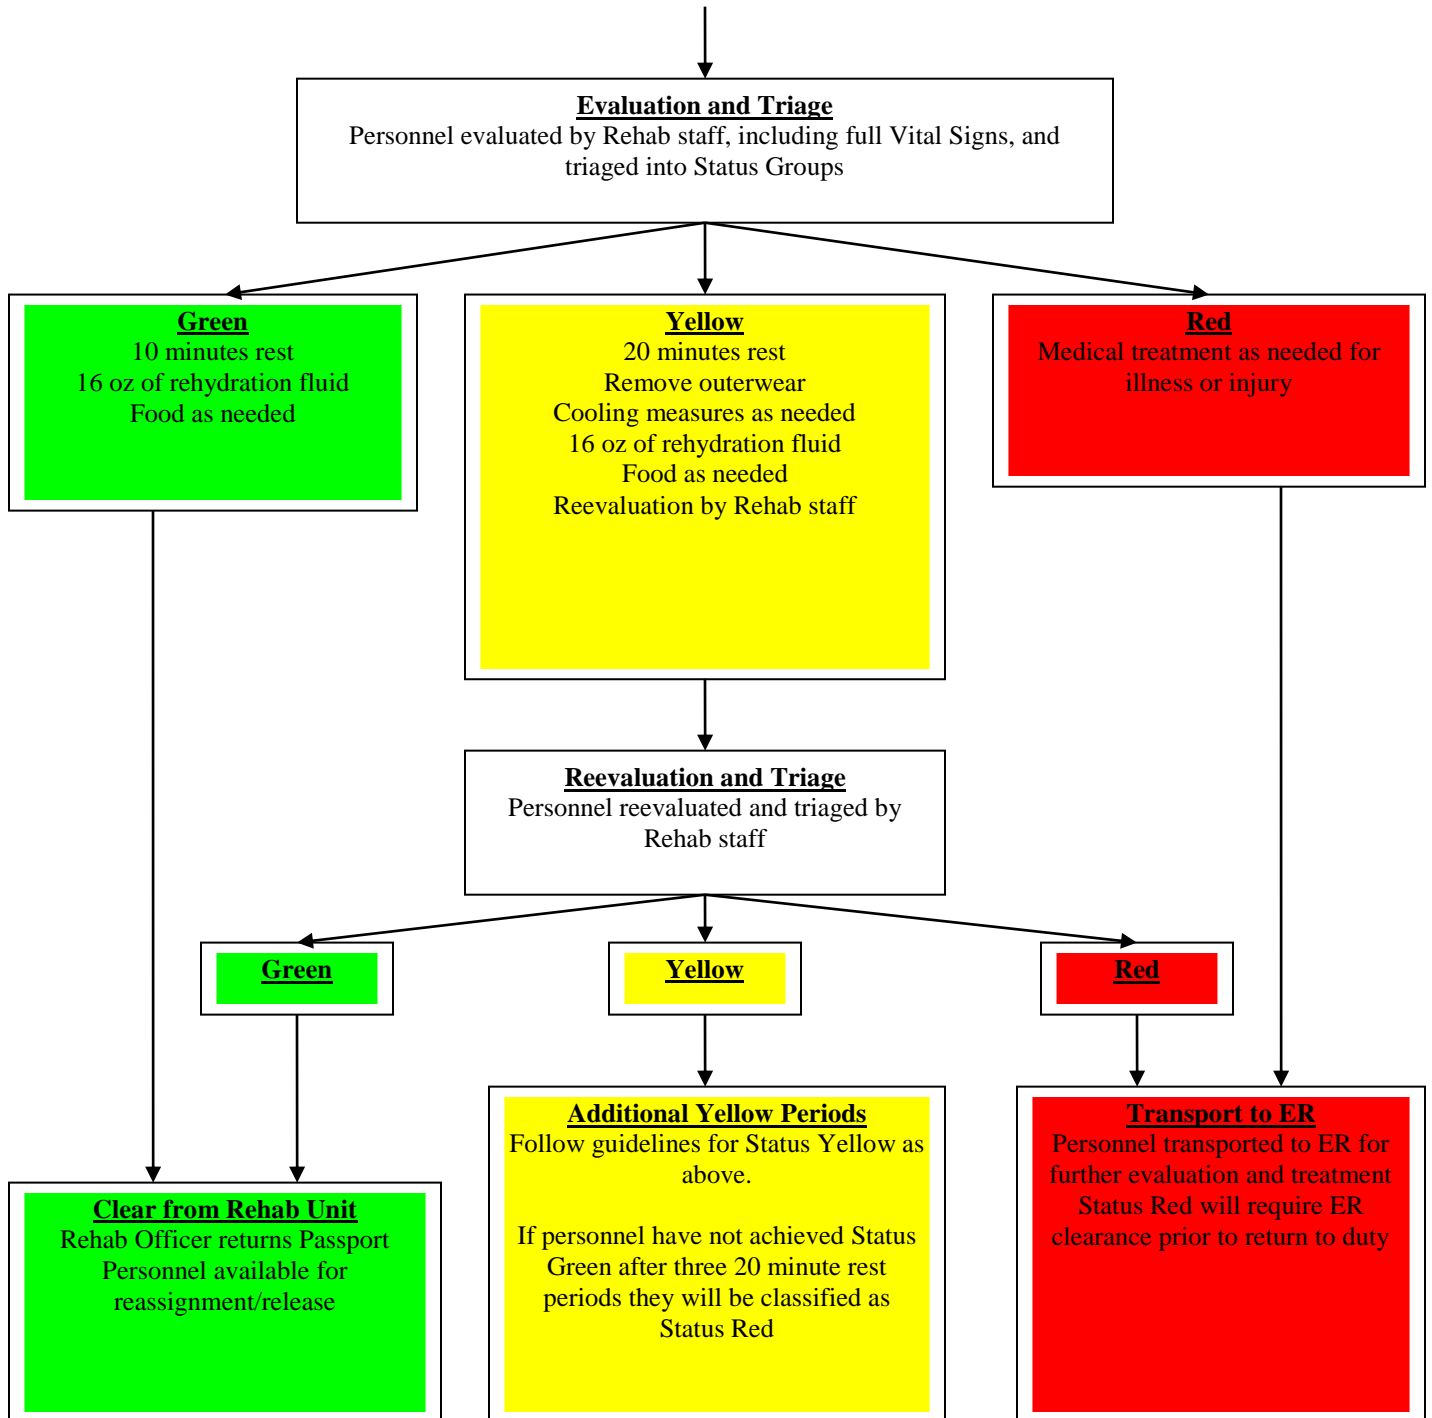 Evaluation and Triage
Personnel evaluated by Rehab staff, including full Vital Signs, and
triaged into Status Groups
Green
10 minutes rest
16 oz of rehydration fluid
Food as needed
Yellow
20 minutes rest
Remove outerwear
Cooling measures as needed
16 oz of rehydration fluid
Food as needed
Reevaluation by Rehab staff
Red
Medical treatment as needed for
illness or injury
Reevaluation and Triage
Personnel reevaluated and triaged by
Rehab staff
Green
Yellow
Red
Clear from Rehab Unit
Rehab Officer returns Passport
Personnel available for
reassignment/release
Additional Yellow Periods
Follow guidelines for Status Yellow as
above.
If personnel have not achieved Status
Green after three 20 minute rest
periods they will be classified as
Status Red
Transport to ER
Personnel transported to ER for
further evaluation and treatment
Status Red will require ER
clearance prior to return to duty